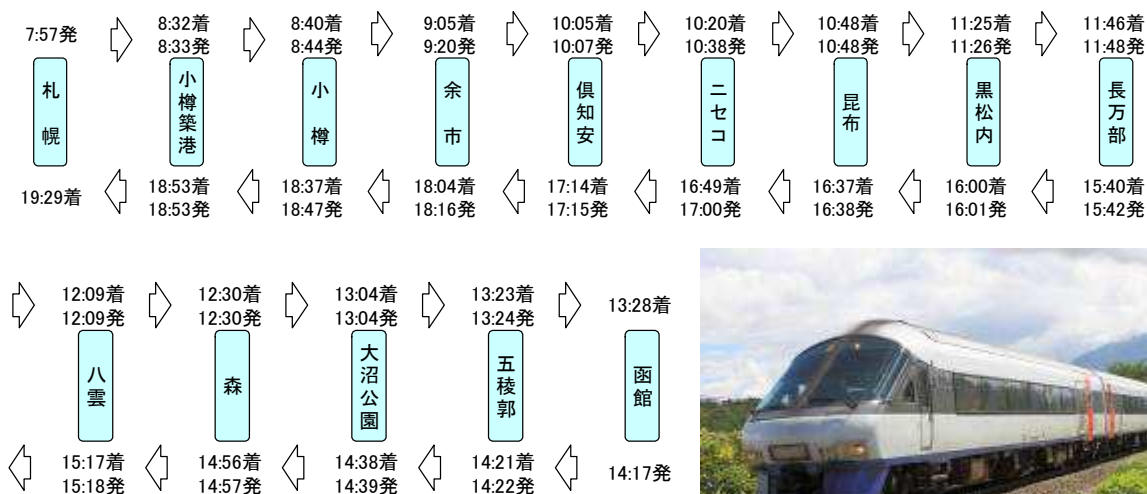 7:57発
8:32着
8:33発
8:40着
8:44発
9:05着
9:20発
10:05着
10:07発
10:20着
10:38発
10:48着
10:48発
11:25着
11:26発
11:46着
11:48発
札幌
小樽築港
小樽
余市
倶知安
ニセコ
昆布
黒松内
長万部
19:29着
18:53着
18:53発
18:37着
18:47発
18:04着
18:16発
17:14着
17:15発
16:49着
17:00発
16:37着
16:38発
16:00着
16:01発
15:40着
15:42発
12:09着
12:09発
12:30着
12:30発
13:04着
13:04発
13:23着
13:24発
13:28着
八雲
森
大沼公園
五稜郭
函館
15:17着
15:18発
14:56着
14:57発
14:38着
14:39発
14:21着
14:22発
14:17発